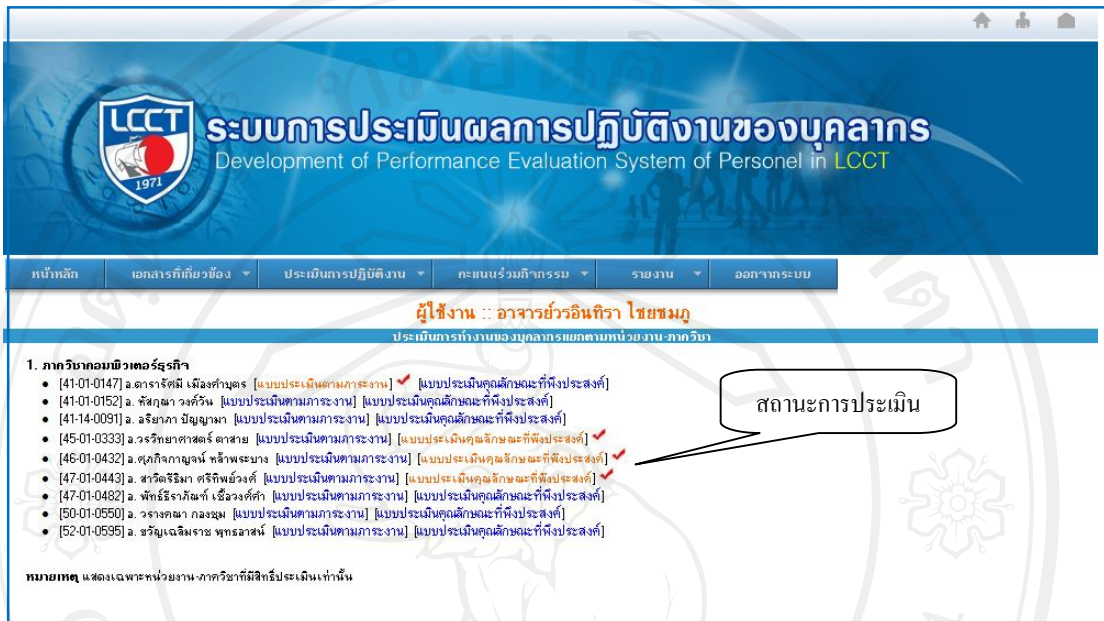 LCCT
1971
ระบบการประเมินผลการปฏิบัติงานของบุคลากร
Development of Performance Evaluation System of Personel in LCCT
หน้าหลัก เอกสารที่เกี่ยวข้อง ประเมินการปฏิบัติงาน คะแนนร่วมกิจกรรม รายงาน ออกจากระบบ
ผู้ใช้งาน :: อาจารย์วรอินทิรา ไชยชมภู
ประเมินการทำงานของบุคลากรแยกตามหน่วยงาน-ภาควิชา
1. ภาควิชาคอมพิวเตอร์ธุรกิจ
[41-01-0147] อ.ดารารัศมี เมืองคำบุตร [แบบประเมินตามภาระงาน] [แบบประเมินคุณลักษณะที่พึงประสงค์]
[41-01-0152] อ. หัสกุณา วงค์วัน [แบบประเมินตามภาระงาน] [แบบประเมินคุณลักษณะที่พึงประสงค์]
[41-14-0091] อ. อริยาภา ปัญญามา [แบบประเมินตามภาระงาน] [แบบประเมินคุณลักษณะที่พึงประสงค์]
[45-01-0333] อ.วรวิทยาศาสตร์ ตาสาย [แบบประเมินตามภาระงาน] [แบบประเมินคุณลักษณะที่พึงประสงค์]
[46-01-0432] อ.ศุภกิจกาญจน์ หล้าพระบาง [แบบประเมินตามภาระงาน] [แบบประเมินคุณลักษณะที่พึงประสงค์]
[47-01-0443] อ. สาวิตรีธิมา ศรีทิพย์วงศ์ [แบบประเมินตามภาระงาน] [แบบประเมินคุณลักษณะที่พึงประสงค์]
[47-01-0482] อ. พัทธ์ธีราภัณฑ์ เชื้อวงค์คำ [แบบประเมินตามภาระงาน] [แบบประเมินคุณลักษณะที่พึงประสงค์]
[50-01-0550] อ. วรางคณา กองชุม [แบบประเมินตามภาระงาน] [แบบประเมินคุณลักษณะที่พึงประสงค์]
[52-01-0595] อ. ขวัญเฉลิมราช พุทธอาสน์ [แบบประเมินตามภาระงาน] [แบบประเมินคุณลักษณะที่พึงประสงค์]
สถานะการประเมิน
หมายเหตุ แสดงเฉพาะหน่วยงาน-ภาควิชาที่มีสิทธิ์ประเมินเท่านั้น